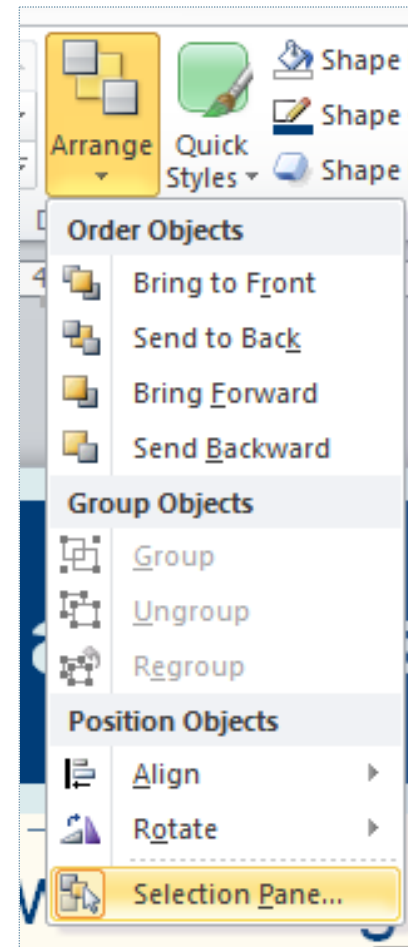 Shape
Shape
Arrange
Quick
Styles
Shape
Order Objects
4
Bring to Front
Send to Back
Bring Forward
Send Backward
Group Objects
Group
Ungroup
Regroup
Position Objects
Align
Rotate
Selection Pane...